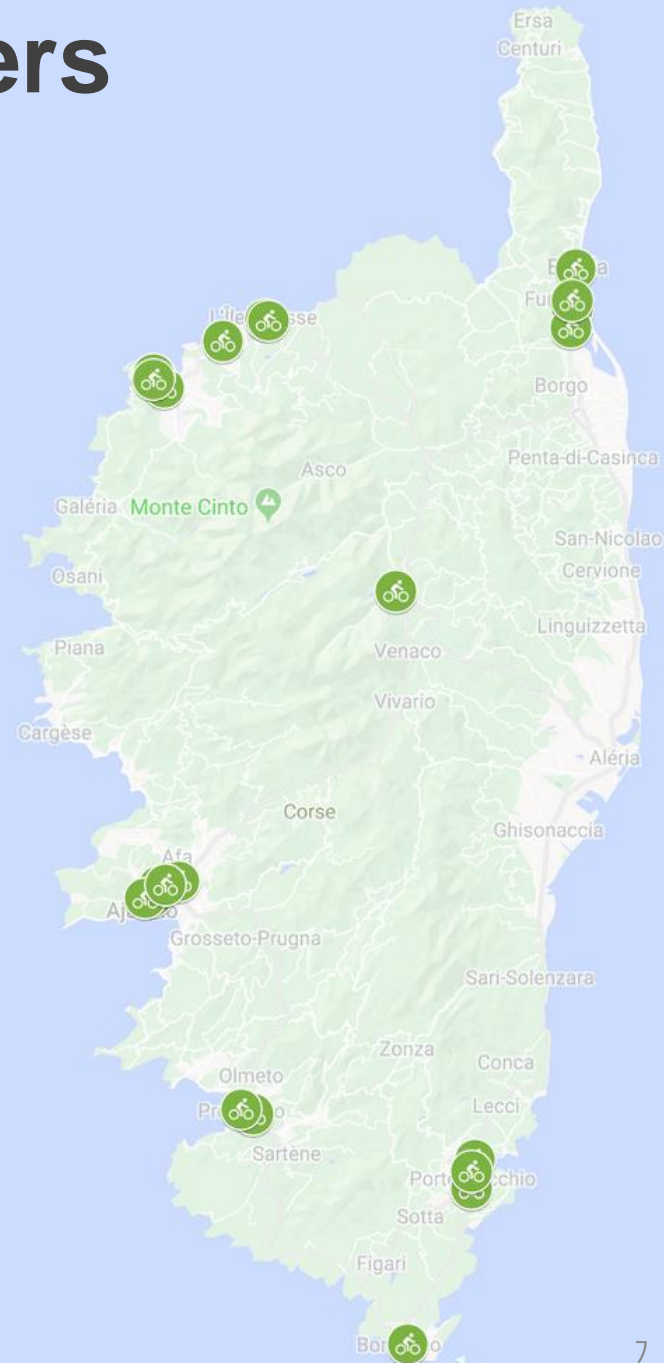 ers
Ersa
Centuri
Borgo
Asco
Penta-di-Casinca
Galéria
Monte Cinto
San-Nicolao
Osani
Cervione
Linguizzetta
Piana
Venaco
Vivario
Cargèse
Aléria
Corse
Ghisonaccia
Afa
Grosseto-Prugna
Sari-Solenzara
Zonza
Conca
Olmeto
Lecci
Sartène
Sotta
Figari
7